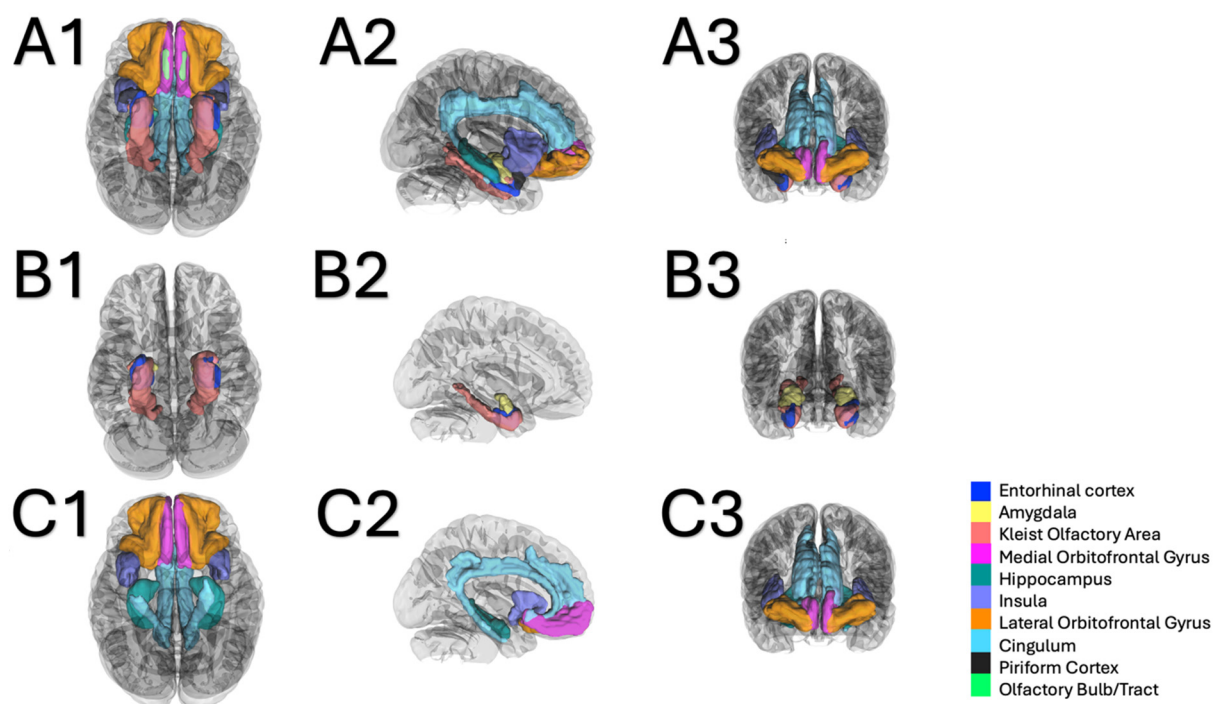 A1
A2
A3
B1
B2
B3
C1
C2
C3
Entorhinal cortex
Amygdala
Kleist Olfactory Area
Medial Orbitofrontal Gyrus
Hippocampus
Insula
Lateral Orbitofrontal Gyrus
Cingulum
Piriform Cortex
Olfactory Bulb/Tract